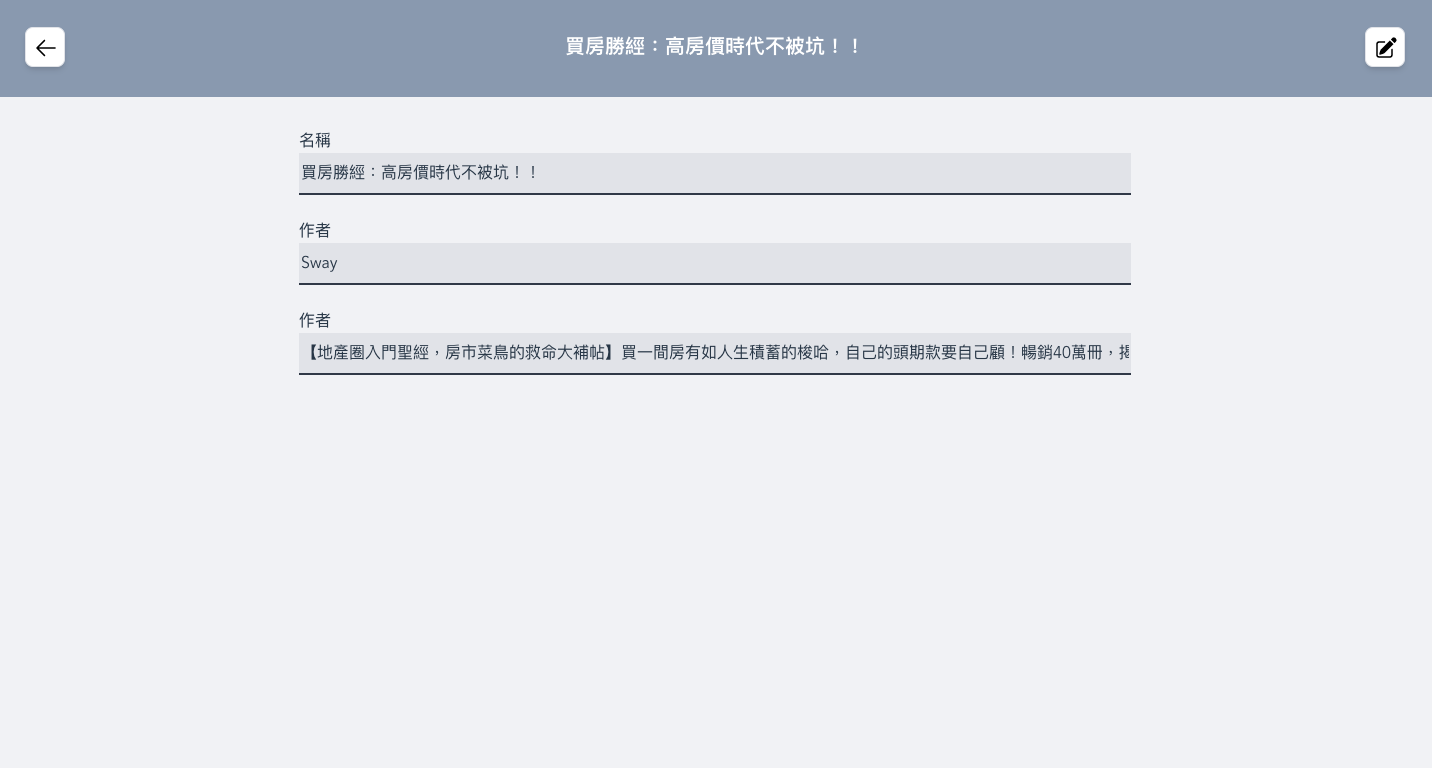 買房勝經：高房價時代不被坑！！
名稱
買房勝經：高房價時代不被坑！！
作者
Sway
作者
【地產圈入門聖經，房市菜鳥的救命大補帖】買一間房有如人生積蓄的梭哈，自己的頭期款要自己顧！暢銷40萬冊，